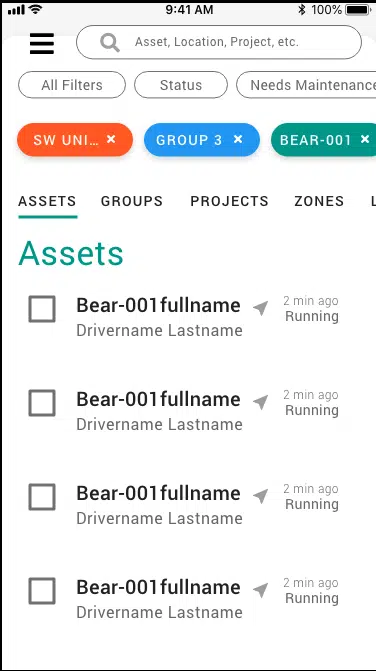 9:41 AM 100%
Asset, Location, Project, etc.
All Filters Status Needs Maintenance
SW UNI... × GROUP 3 × BEAR-001 ×
ASSETS GROUPS PROJECTS ZONES L
Assets
Bear-001fullname 2 min ago
Drivername Lastname Running
Bear-001fullname 2 min ago
Drivername Lastname Running
Bear-001fullname 2 min ago
Drivername Lastname Running
Bear-001fullname 2 min ago
Drivername Lastname Running